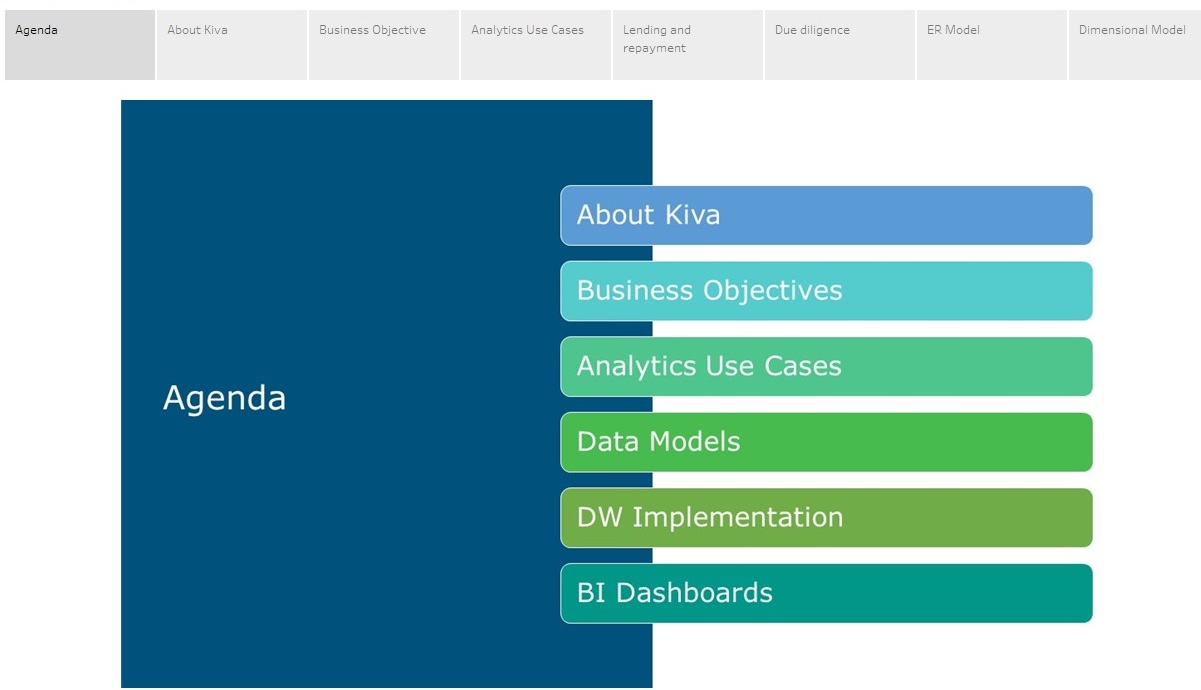 Agenda
About Kiva
Business Objective
Analytics Use Cases
Lending and
repayment
Due diligence
ER Model
Dimensional Model
Agenda
About Kiva
Business Objectives
Analytics Use Cases
Data Models
DW Implementation
BI Dashboards